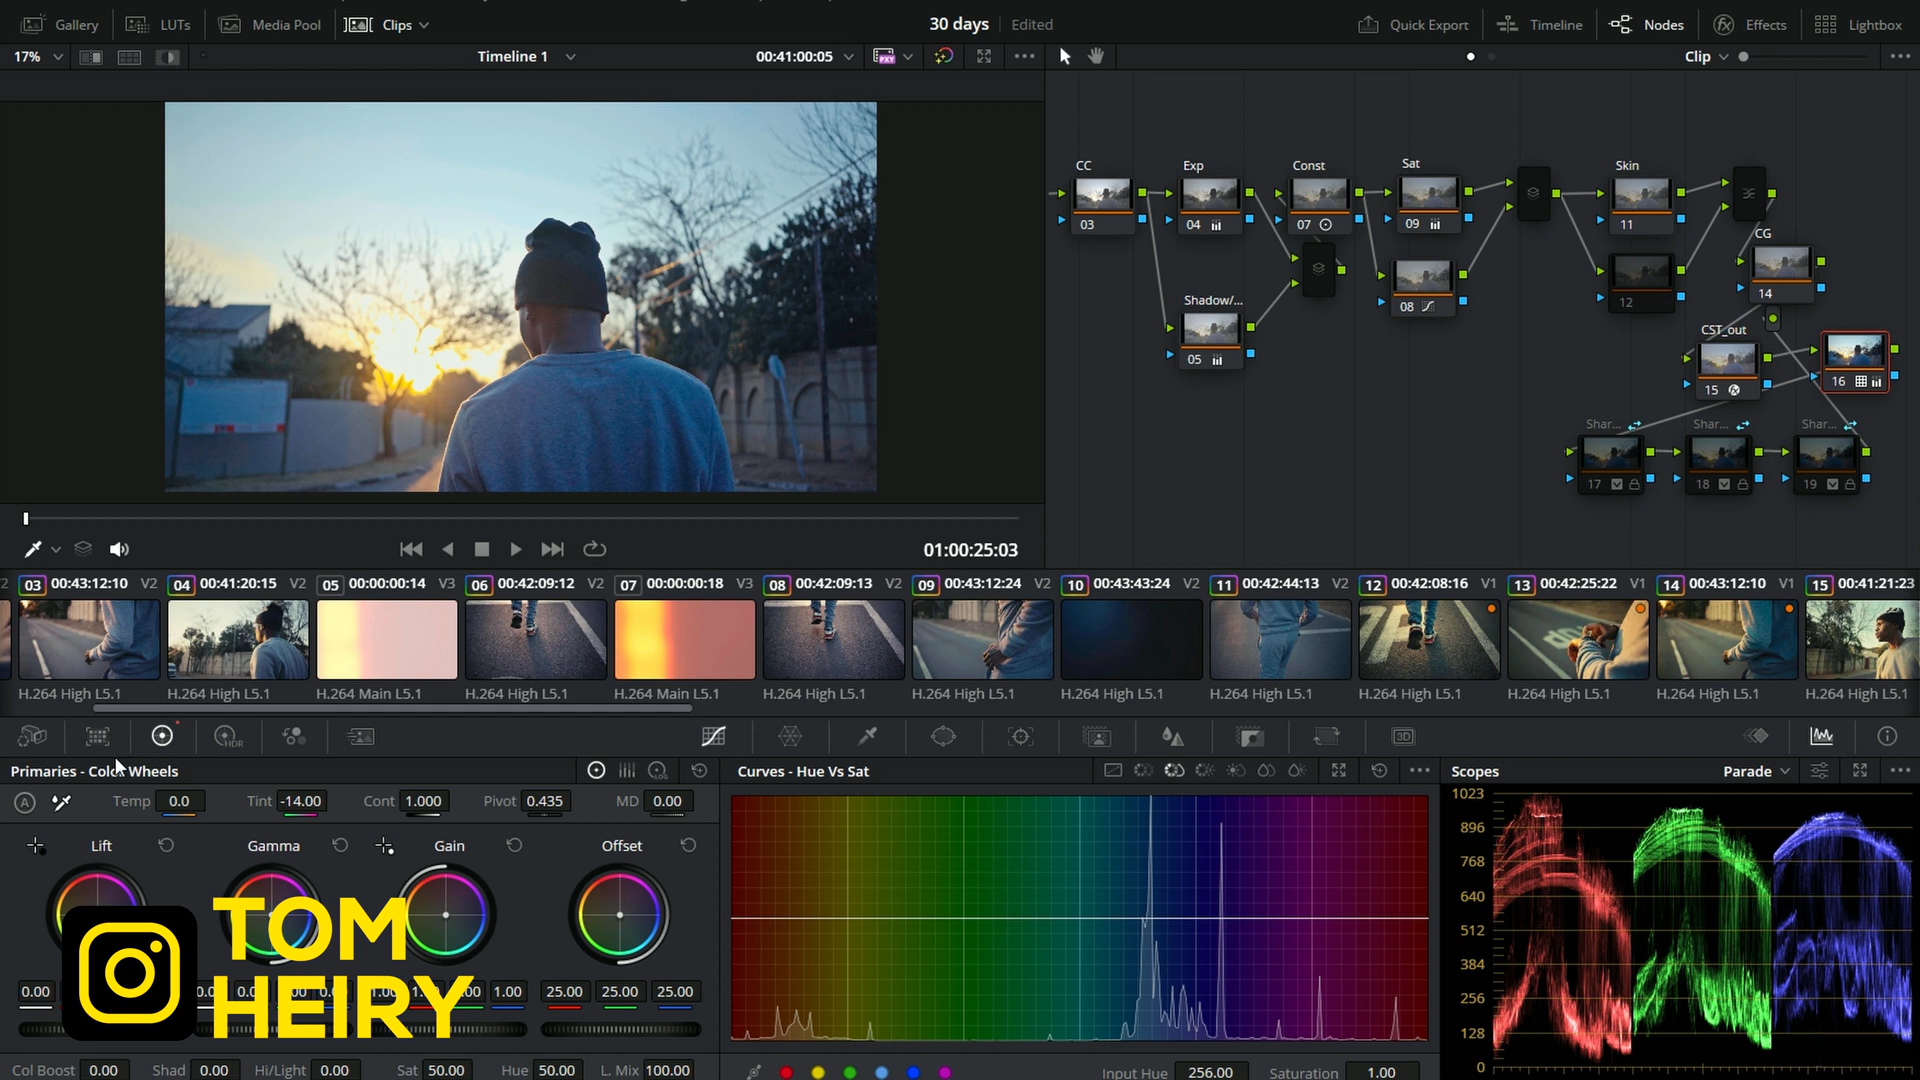 Gallery LUTs Media Pool Clips 30 days Edited Quick Export Timeline Nodes Effects Lightbox
17% Timeline 1 00:41:00:05 PXY Clip
CC Exp Const Sat Skin
03 04 07 09 11
CG
Shadow/... 08 12 14
05 CST_out
15 16
Shar... Shar... Shar...
17 18 19
01:00:25:03
2 03 00:43:12:10 V2 04 00:41:20:15 V2 05 00:00:00:14 V3 06 00:42:09:12 V2 07 00:00:00:18 V3 08 00:42:09:13 V2 09 00:43:12:24 V2 10 00:43:43:24 V2 11 00:42:44:13 V2 12 00:42:08:16 V1 13 00:42:25:22 V1 14 00:43:12:10 V1 15 00:41:21:23
H.264 High L5.1 H.264 High L5.1 H.264 Main L5.1 H.264 High L5.1 H.264 Main L5.1 H.264 High L5.1 H.264 High L5.1 H.264 High L5.1 H.264 High L5.1 H.264 High L5.1 H.264 High L5.1 H.264 High L5.1 H.264 High L5.1
HDR 3D
Primaries - Color Wheels LOG Curves - Hue Vs Sat Scopes Parade
A Temp 0.0 Tint -14.00 Cont 1.000 Pivot 0.435 MD 0.00
Lift Gamma Gain Offset
1023
896
768
640
512
384
256
128
0
TOM
HEIRY
0.00 1.00 25.00 25.00 25.00
Col Boost 0.00 Shad 0.00 Hi/Light 0.00 Sat 50.00 Hue 50.00 L. Mix 100.00 Input Hue 256.00 Saturation 1.00